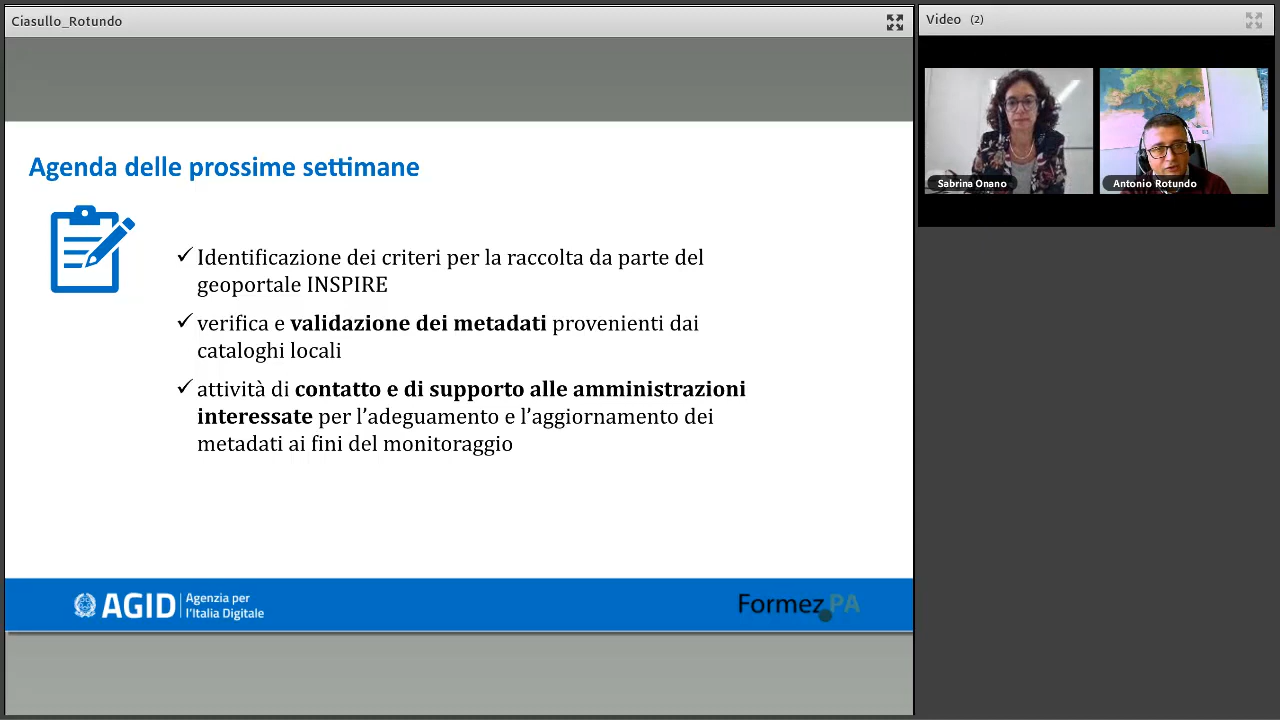 Ciasullo_Rotundo
Video (2)
Sabrina Onano
Antonio Rotundo
Agenda delle prossime settimane
✓ Identificazione dei criteri per la raccolta da parte del
geoportale INSPIRE
✓ verifica e validazione dei metadati provenienti dai
cataloghi locali
✓ attività di contatto e di supporto alle amministrazioni
interessate per l’adeguamento e l’aggiornamento dei
metadati ai fini del monitoraggio
AGID Agenzia per
l’Italia Digitale
Formez PA